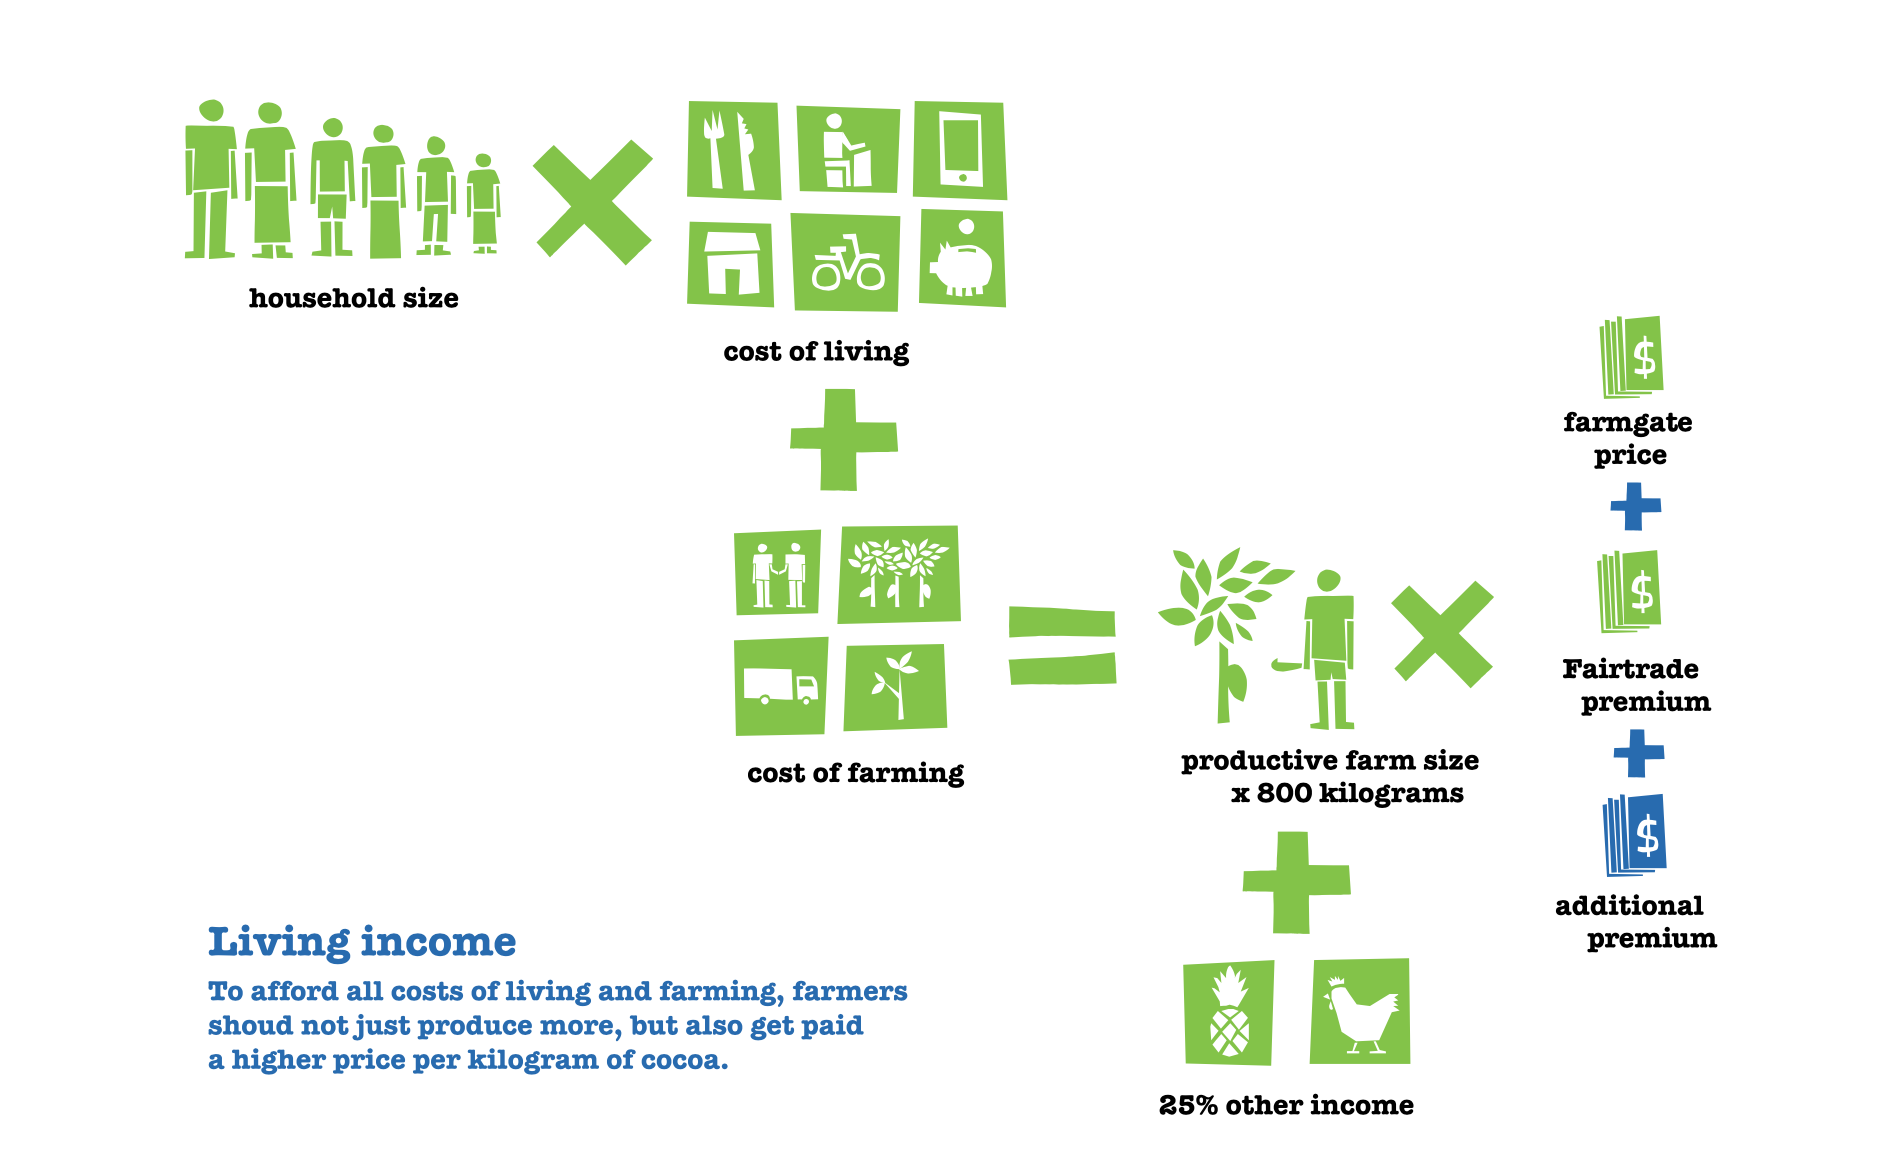 household size
cost of living
cost of farming
productive farm size
x 800 kilograms
25% other income
$
farmgate
price
$
Fairtrade
premium
$
additional
premium
Living income
To afford all costs of living and farming, farmers
shoud not just produce more, but also get paid
a higher price per kilogram of cocoa.